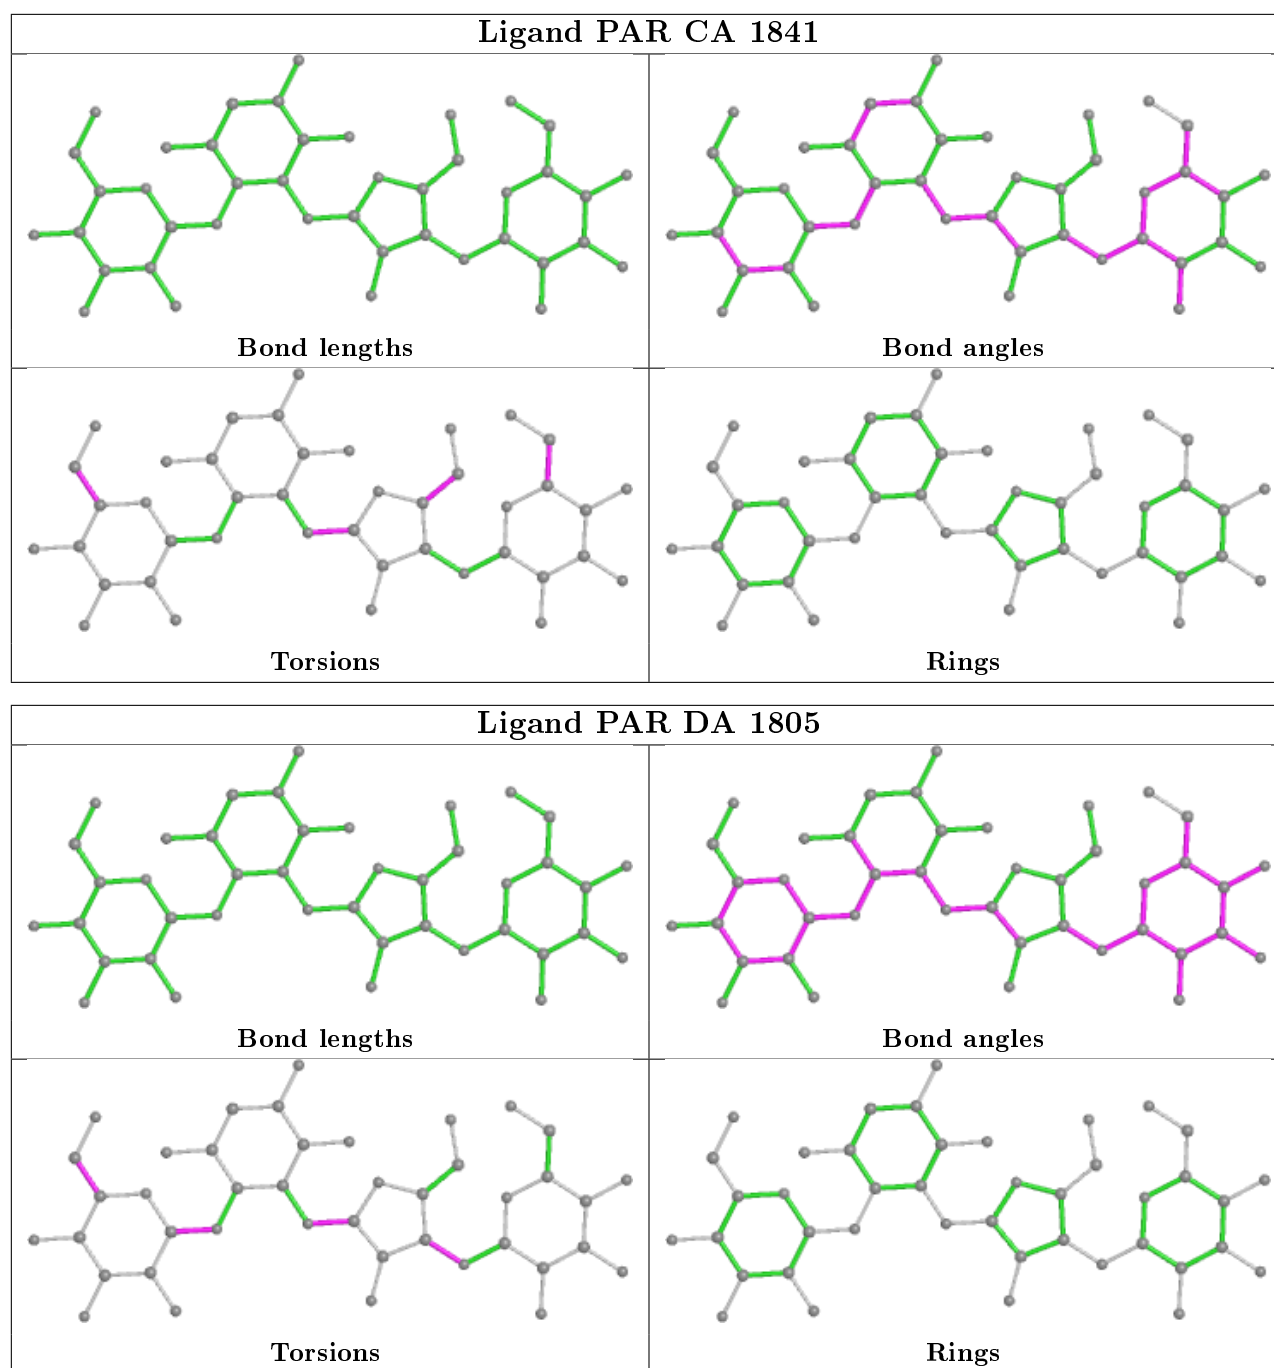 Ligand PAR CA 1841
Bond lengths
Bond angles
Torsions
Rings
Ligand PAR DA 1805
Bond lengths
Bond angles
Torsions
Rings